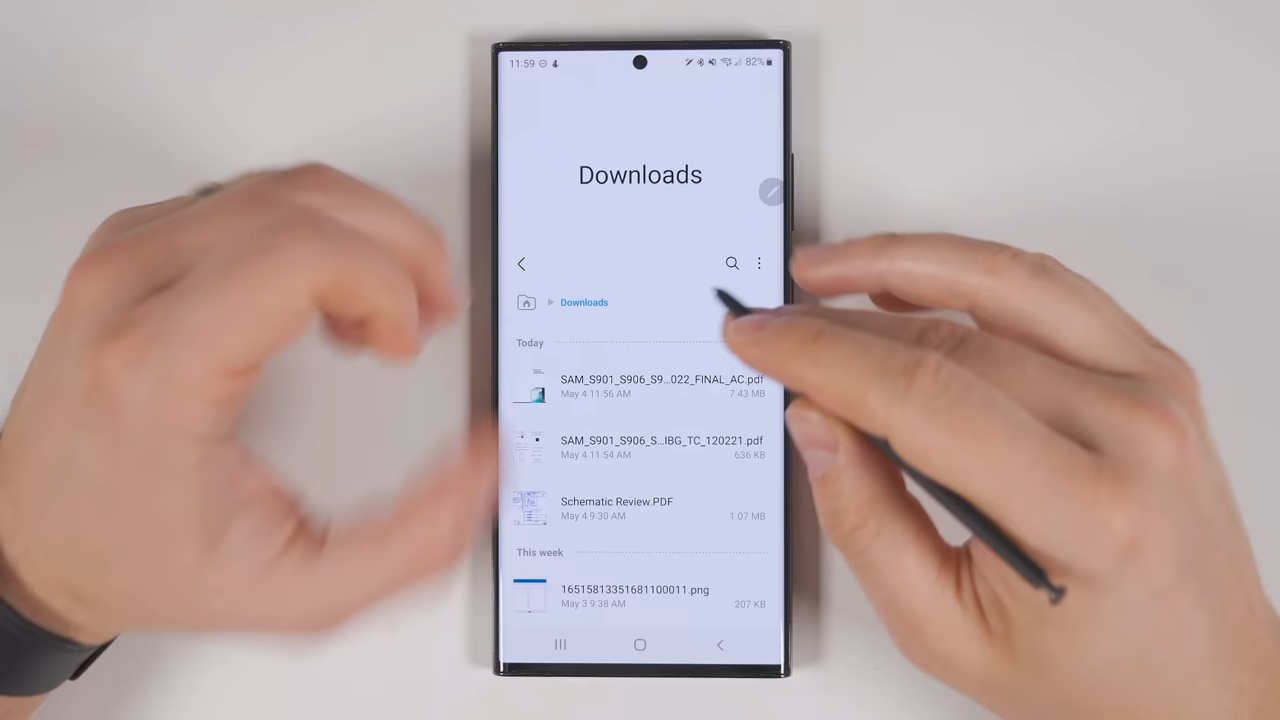 11:59 82%
Downloads
Downloads
Today
SAM_S901_S906_S9...022_FINAL_AC.pdf
May 4 11:56 AM 7.43 MB
SAM_S901_S906_S...IBG_TC_120221.pdf
May 4 11:54 AM 636 KB
Schematic Review.PDF
May 4 9:30 AM 1.07 MB
This week
16515813351681100011.png
May 3 9:38 AM 207 KB